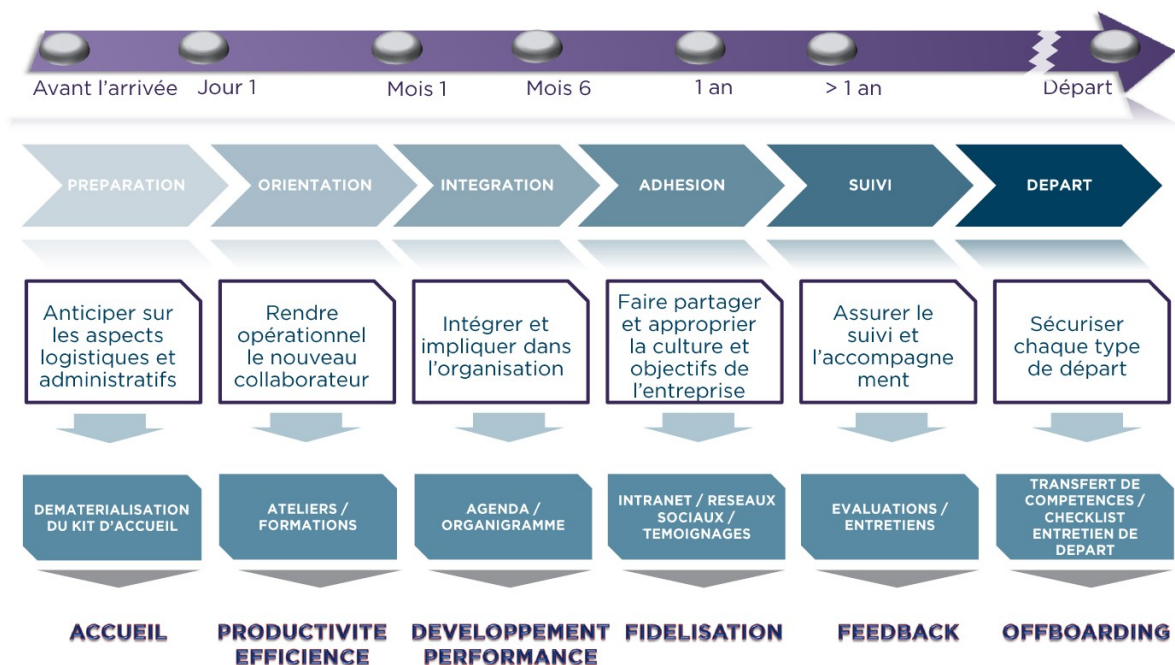 Avant l'arrivée
Jour 1
Mois 1
Mois 6
1 an
> 1 an
Départ
PREPARATION
ORIENTATION
INTEGRATION
ADHESION
SUIVI
DEPART
Anticiper sur
les aspects
logistiques et
administratifs
Rendre
opérationnel
le nouveau
collaborateur
Intégrer et
impliquer dans
l'organisation
Faire partager
et approprier
la culture et
objectifs de
l'entreprise
Assurer le
suivi et
l'accompagne
ment
Sécuriser
chaque type
de départ
DEMATERIALISATION
DU KIT D'ACCUEIL
ATELIERS /
FORMATIONS
AGENDA /
ORGANIGRAMME
INTRANET / RESEAUX
SOCIAUX /
TEMOIGNAGES
EVALUATIONS /
ENTRETIENS
TRANSFERT DE
COMPETENCES /
CHECKLIST
ENTRETIEN DE
DEPART
ACCUEIL
PRODUCTIVITE
EFFICIENCE
DEVELOPPEMENT
PERFORMANCE
FIDELISATION
FEEDBACK
OFFBOARDING